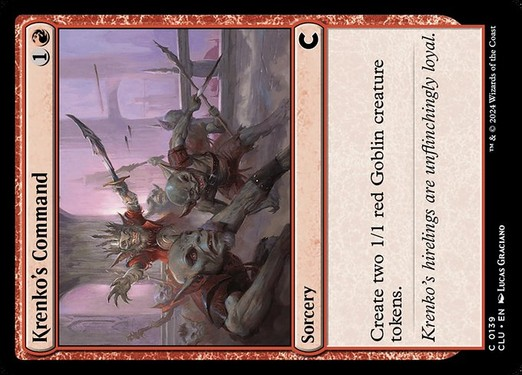 Krenko's Command 1
Sorcery C
Create two 1/1 red Goblin creature
tokens.
Krenko's hirelings are unflinchingly loyal.
C 0139
CLU • EN LUCAS GRACIANO
™ & © 2024 Wizards of the Coast